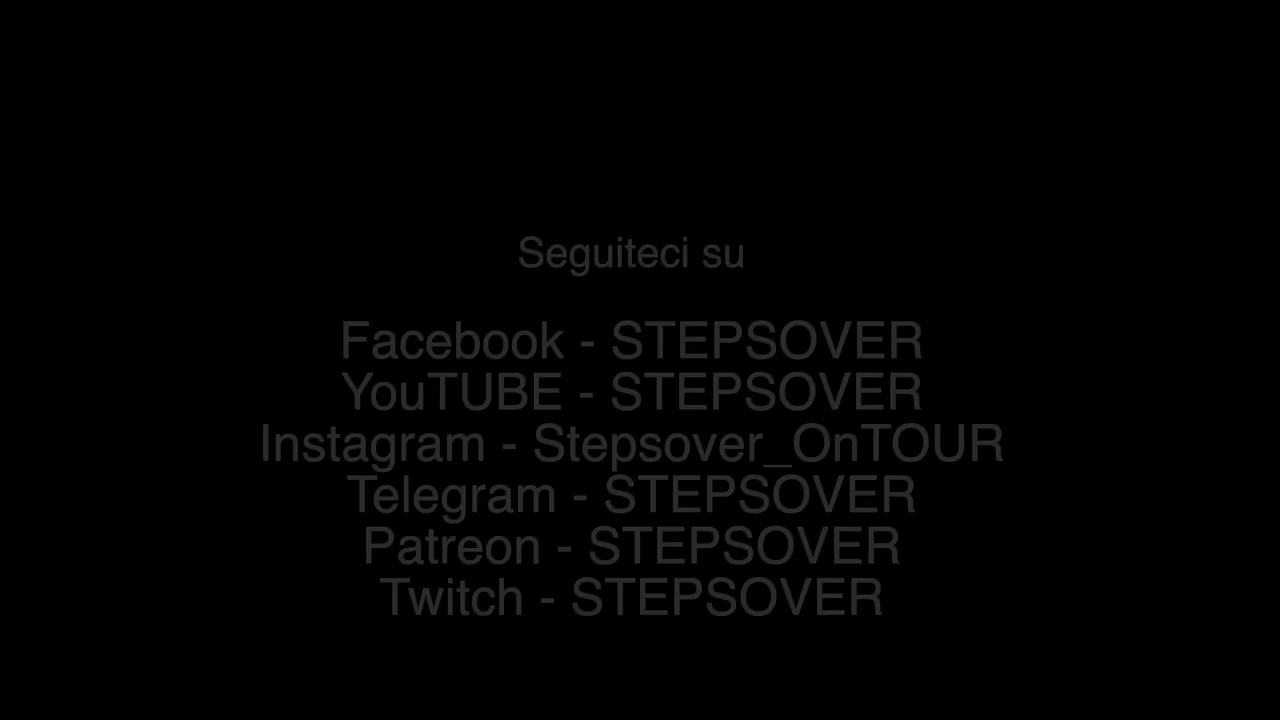 Seguiteci su
Facebook - STEPSOVER
YouTUBE - STEPSOVER
Instagram - Stepsover_OnTOUR
Telegram - STEPSOVER
Patreon - STEPSOVER
Twitch - STEPSOVER